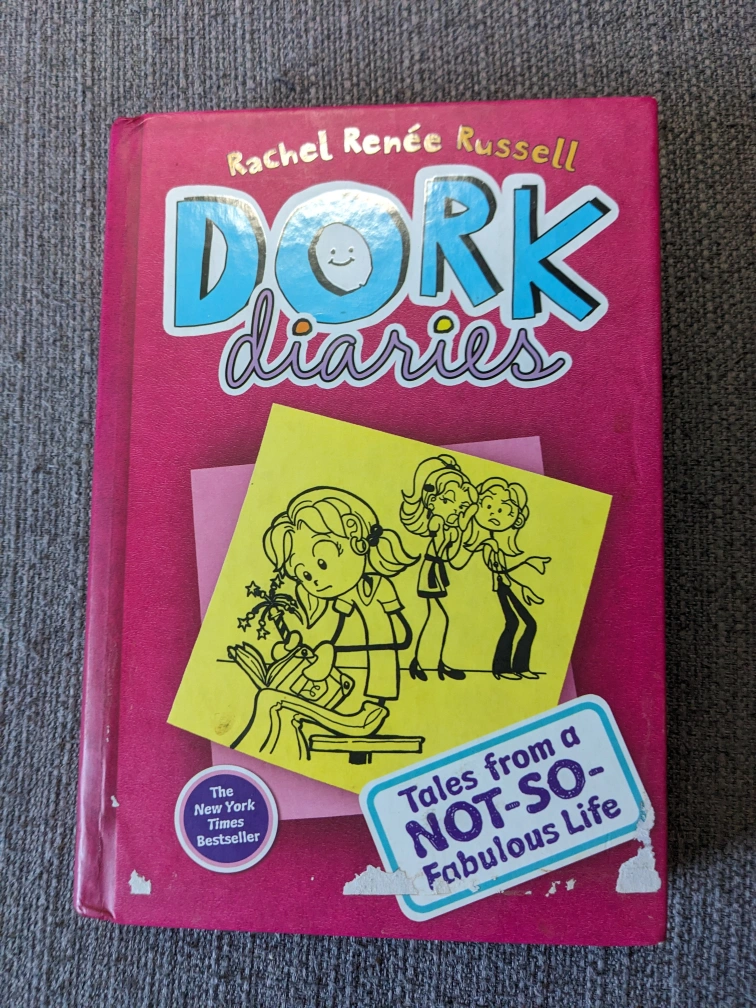 Rachel Renée Russell
DORK
diaries
Tales from a
NOT-SO-
Fabulous Life
The
New York
Times
Bestseller